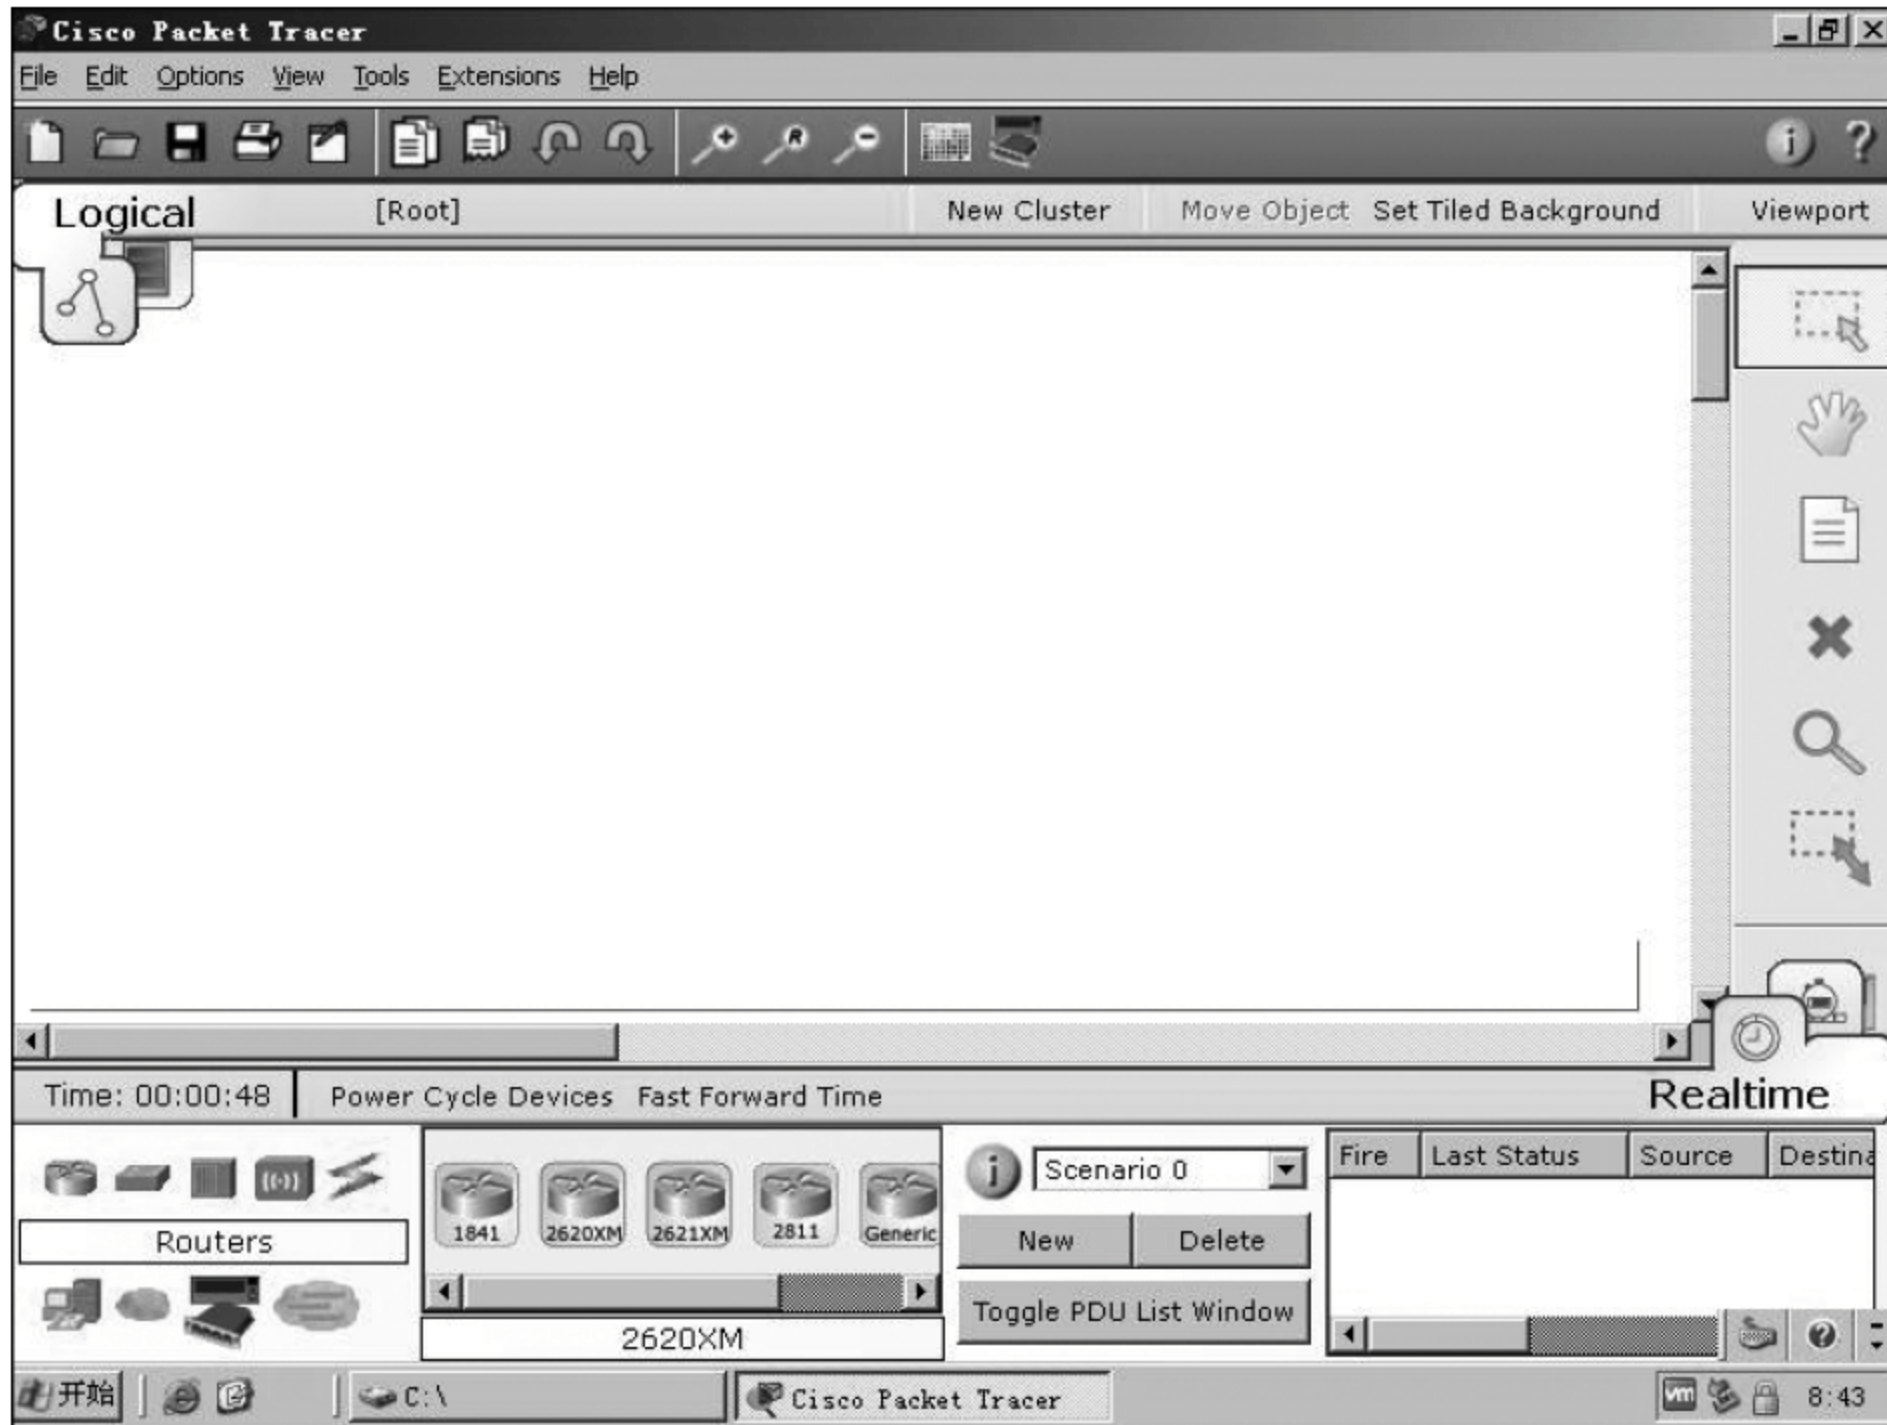 Cisco Packet Tracer
File Edit Options View Tools Extensions Help
Logical [Root] New Cluster Move Object Set Tiled Background Viewport
Time: 00:00:48 Power Cycle Devices Fast Forward Time Realtime
Fire Last Status Source Destina
Scenario 0
1841 2620XM 2621XM 2811 Generic
Routers
New Delete
Toggle PDU List Window
2620XM
开始 C:\ Cisco Packet Tracer vm 8:43